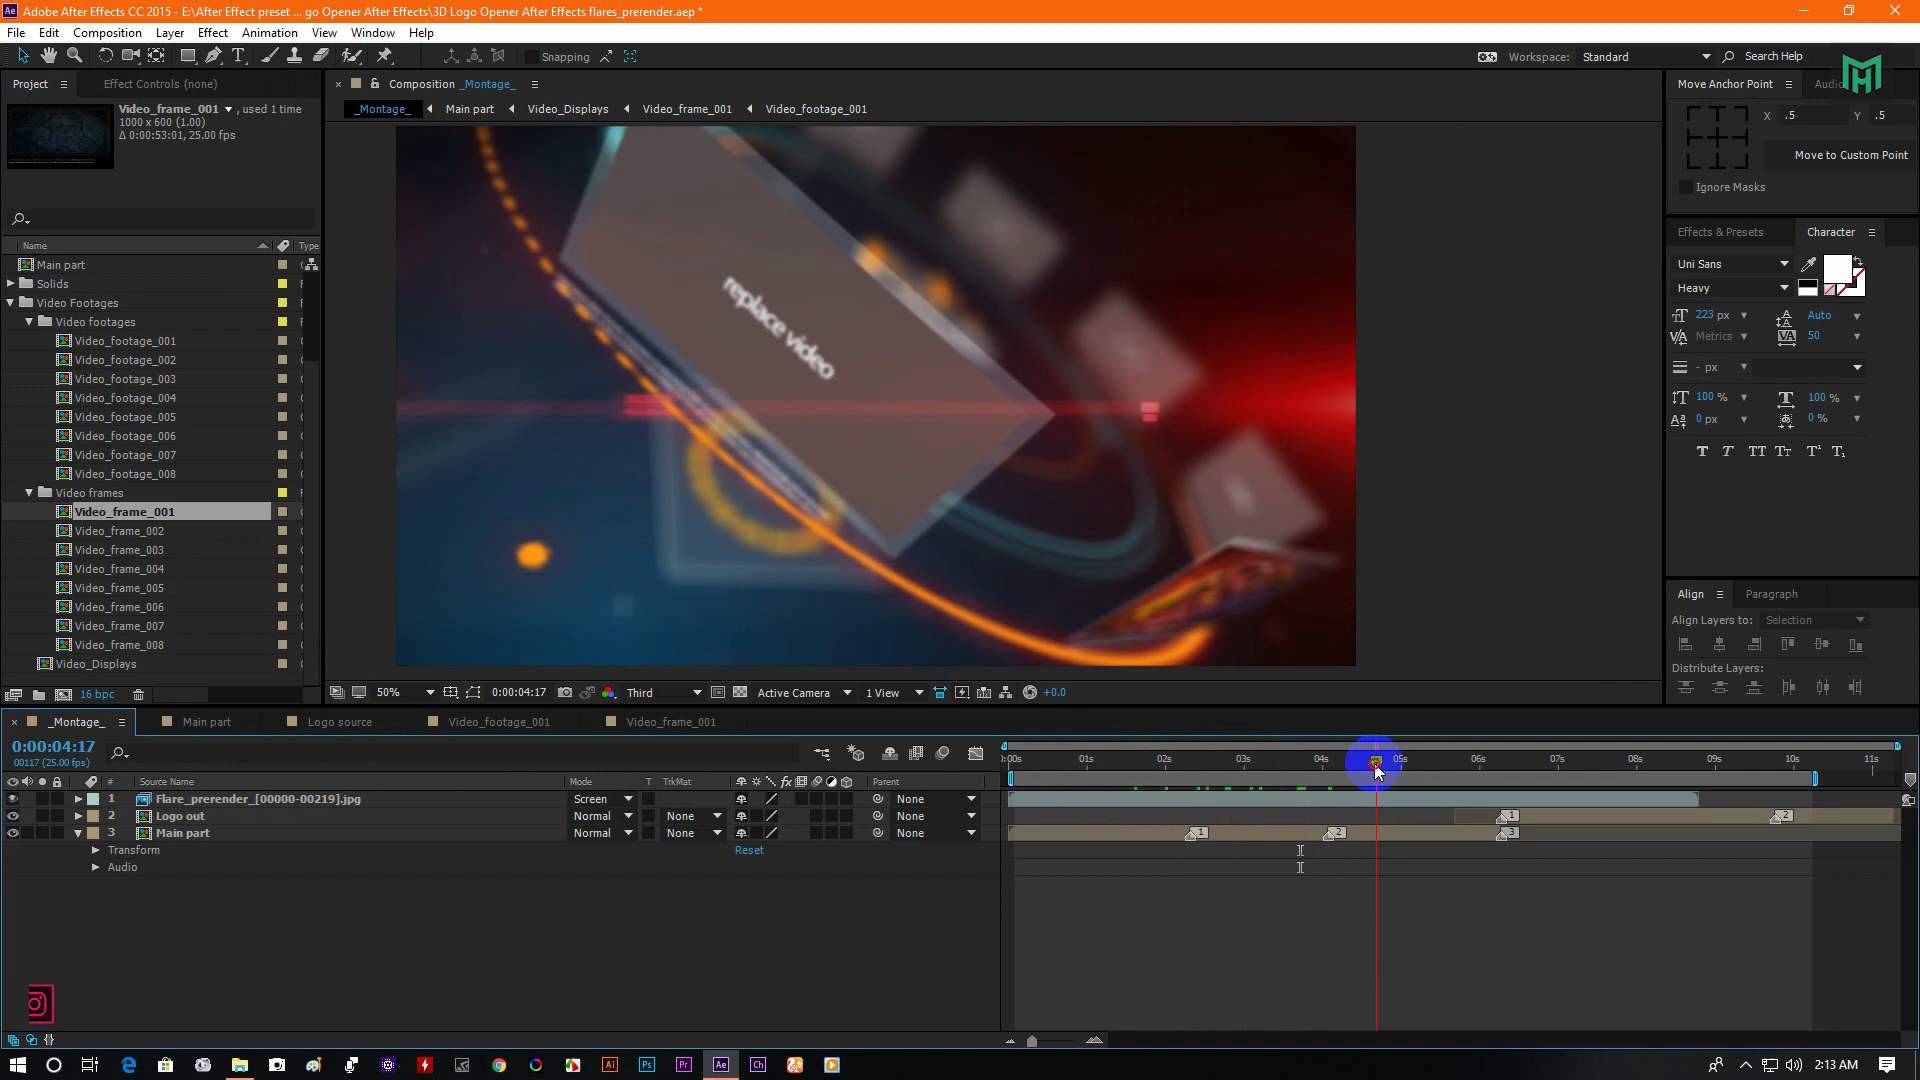 Adobe After Effects CC 2015 - E:\After Effect preset ... go Opener After Effects\3D Logo Opener After Effects flares_prerender.aep *
File Edit Composition Layer Effect Animation View Window Help
Snapping
Workspace: Standard
Search Help
Project
Effect Controls (none)
Video_frame_001 , used 1 time
1000 x 600 (1.00)
Δ 0:00:53:01, 25.00 fps
Name Type
Main part
Solids
Video Footages
Video footages
Video_footage_001
Video_footage_002
Video_footage_003
Video_footage_004
Video_footage_005
Video_footage_006
Video_footage_007
Video_footage_008
Video frames
Video_frame_001
Video_frame_002
Video_frame_003
Video_frame_004
Video_frame_005
Video_frame_006
Video_frame_007
Video_frame_008
Video_Displays
16 bpc
Composition _Montage_
_Montage_ Main part Video_Displays Video_frame_001 Video_footage_001
replace video
50% 0:00:04:17 Third Active Camera 1 View +0.0
Move Anchor Point
X .5 Y .5
Move to Custom Point
Ignore Masks
Effects & Presets Character
Uni Sans
Heavy
223 px Auto
Metrics 50
- px
100 % 100 %
0 px 0 %
Align Paragraph
Align Layers to: Selection
Distribute Layers:
_Montage_ Main part Logo source Video_footage_001 Video_frame_001
0:00:04:17
00117 (25.00 fps)
# Source Name Mode T TrkMat fx Parent
1 Flare_prerender_[00000-00219].jpg Screen None
2 Logo out Normal None None
3 Main part Normal None None
Transform Reset
Audio
01s 02s 03s 04s 05s 06s 07s 08s 09s 10s 11s
1 2
1 2 3
2:13 AM